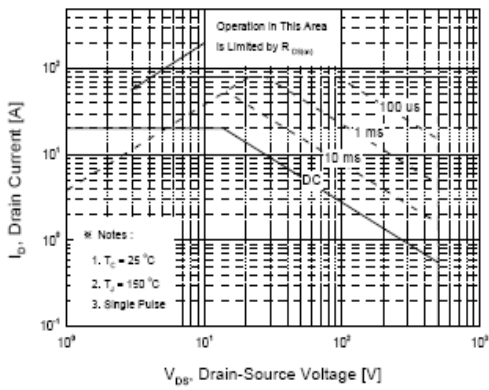 Operation in This Area
is Limited by R DS(on)
10²
10¹
10⁰
10⁻¹
I_D, Drain Current [A]
100 us
1 ms
10 ms
DC
※ Notes :
1. T_C = 25 °C
2. T_J = 150 °C
3. Single Pulse
10⁰
10¹
10²
10³
V_DS, Drain-Source Voltage [V]